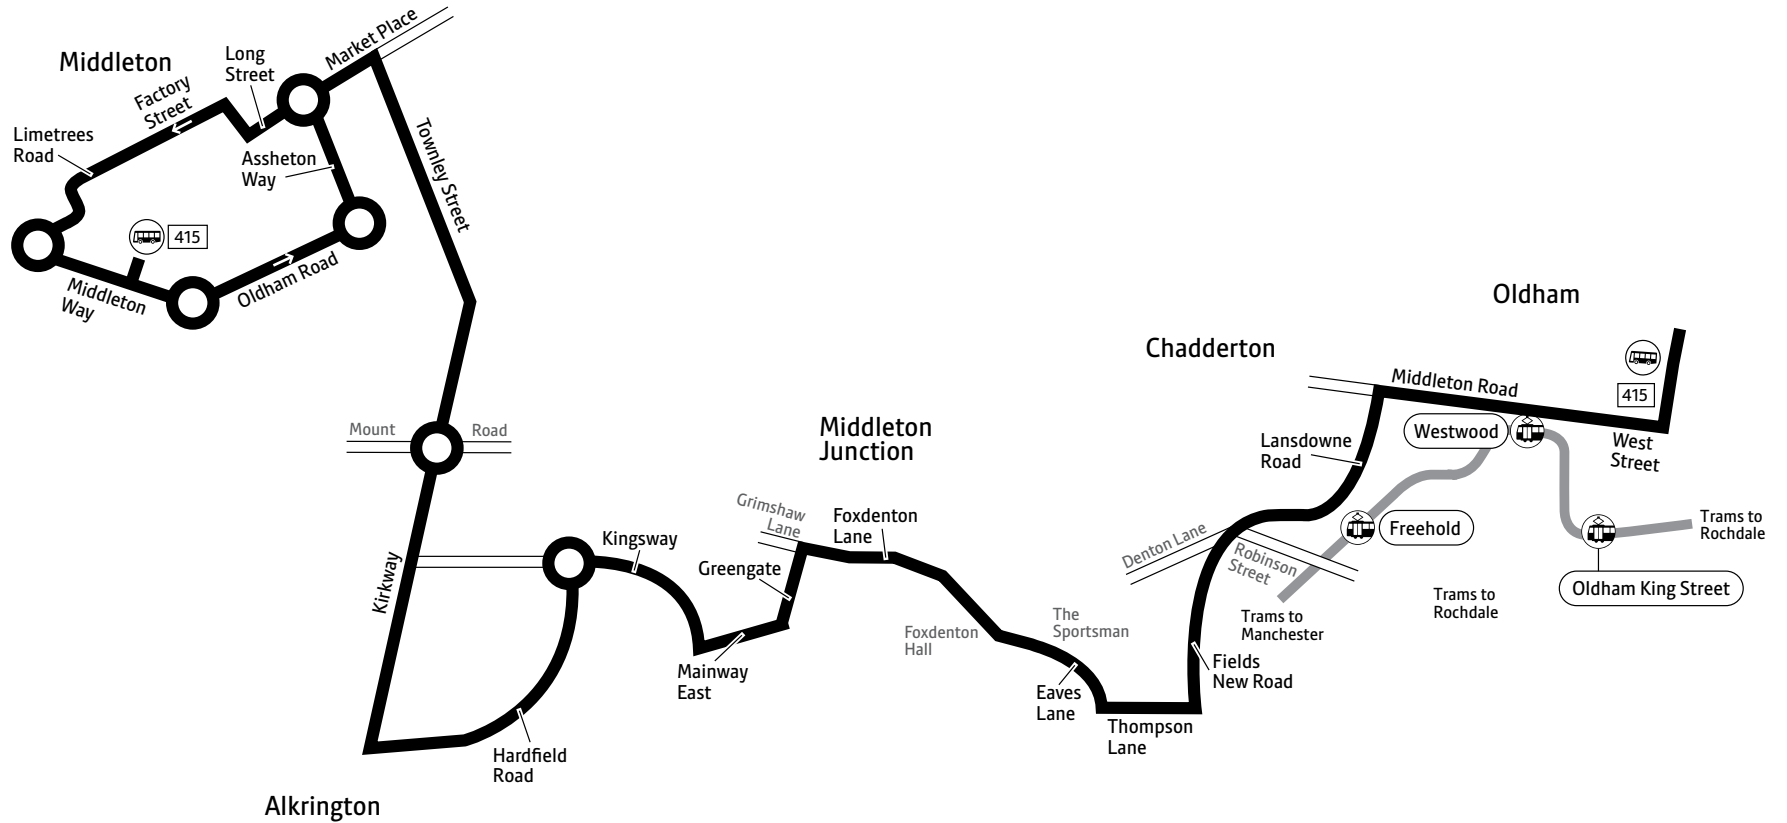 Middleton
Long
Street
Market Place
Factory
Street
Limetrees
Road
Assheton
Way
Townley Street
415
Middleton
Way
Oldham Road
Mount Road
Kirkway
Kingsway
Hardfield
Road
Alkrington
Middleton
Junction
Grimshaw
Lane
Foxdenton
Lane
Greengate
Mainway
East
Foxdenton
Hall
The
Sportsman
Eaves
Lane
Thompson
Lane
Fields
New Road
Denton Lane
Robinson
Street
Trams to
Manchester
Chadderton
Lansdowne
Road
Oldham
Middleton Road
415
Westwood
West
Street
Freehold
Trams to
Rochdale
Oldham King Street
Trams to
Rochdale